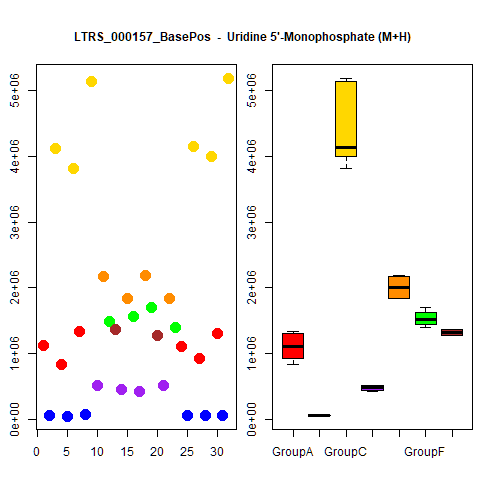 LTRS_000157_BasePos  -  Uridine 5'-Monophosphate (M+H)
5e+06
4e+06
3e+06
2e+06
1e+06
0e+00
0 5 10 15 20 25 30
5e+06
4e+06
3e+06
2e+06
1e+06
0e+00
GroupA GroupC GroupF